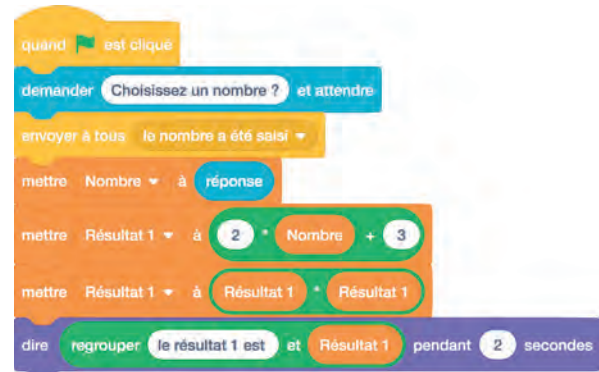 quand est cliqué
demander Choisissez un nombre ? et attendre
envoyer à tous le nombre a été saisi
mettre Nombre à réponse
mettre Résultat 1 à 2 * Nombre + 3
mettre Résultat 1 à Résultat 1 * Résultat 1
dire regrouper le résultat 1 est et Résultat 1 pendant 2 secondes